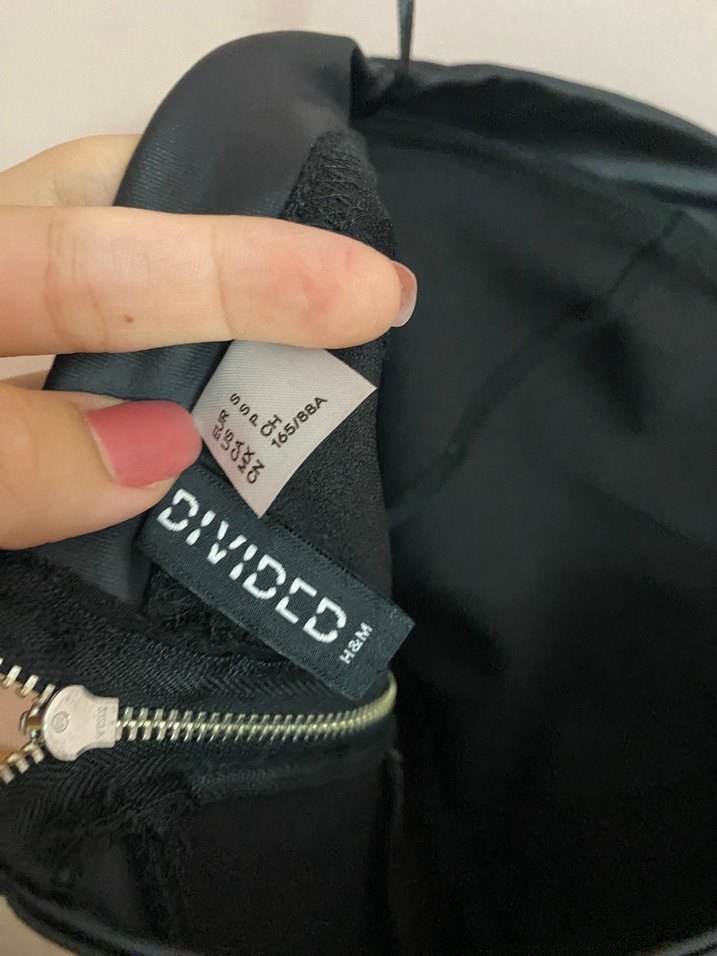 EUR S
US S
CA P
MX CH
CN 165/88A
DIVIDED
H&M